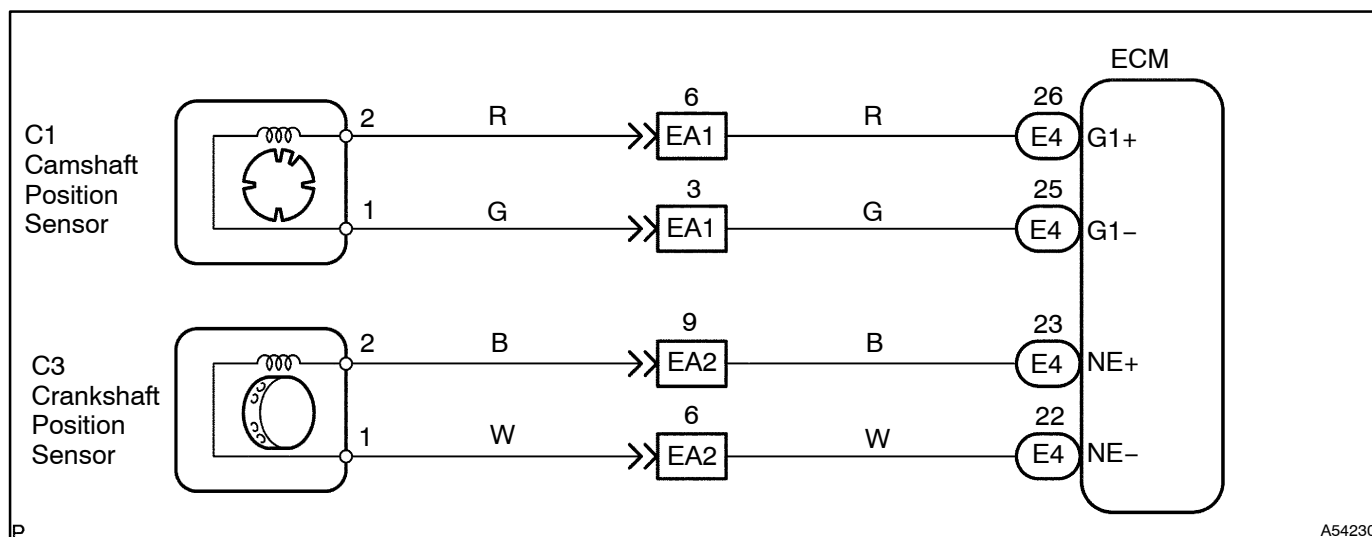 ECM
C1
Camshaft
Position
Sensor
2 R 6 EA1 R 26 E4 G1+
1 G 3 EA1 G 25 E4 G1−
C3
Crankshaft
Position
Sensor
2 B 9 EA2 B 23 E4 NE+
1 W 6 EA2 W 22 E4 NE−
P
A54230